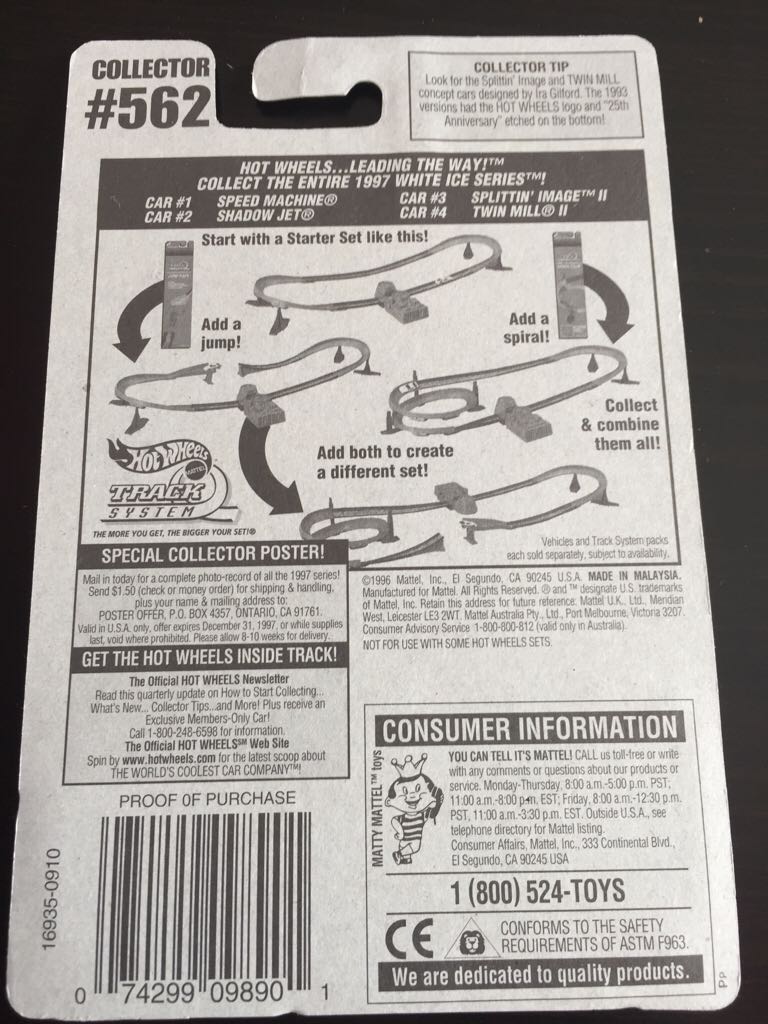 COLLECTOR
#562
COLLECTOR TIP
Look for the Splittin' Image and TWIN MILL
concept cars designed by Ira Gilford. The 1993
versions had the HOT WHEELS logo and "25th
Anniversary" etched on the bottom!
HOT WHEELS...LEADING THE WAY!™
COLLECT THE ENTIRE 1997 WHITE ICE SERIES™!
CAR #1 SPEED MACHINE® CAR #3 SPLITTIN' IMAGE™ II
CAR #2 SHADOW JET® CAR #4 TWIN MILL® II
Start with a Starter Set like this!
Add a
jump!
Add a
spiral!
Collect
& combine
them all!
Add both to create
a different set!
HOT WHEELS
MATTEL
TRACK
SYSTEM
THE MORE YOU GET, THE BIGGER YOUR SET!®
Vehicles and Track System packs
each sold separately, subject to availability.
SPECIAL COLLECTOR POSTER!
Mail in today for a complete photo-record of all the 1997 series!
Send $1.50 (check or money order) for shipping & handling,
plus your name & mailing address to:
POSTER OFFER, P.O. BOX 4357, ONTARIO, CA 91761.
Valid in U.S.A. only, offer expires December 31, 1997, or while supplies
last, void where prohibited. Please allow 8-10 weeks for delivery.
GET THE HOT WHEELS INSIDE TRACK!
The Official HOT WHEELS Newsletter
Read this quarterly update on How to Start Collecting...
What's New... Collector Tips...and More! Plus receive an
Exclusive Members-Only Car!
Call 1-800-248-6598 for information.
The Official HOT WHEELS℠ Web Site
Spin by www.hotwheels.com for the latest scoop about
THE WORLD'S COOLEST CAR COMPANY™!
©1996 Mattel, Inc., El Segundo, CA 90245 U.S.A. MADE IN MALAYSIA.
Manufactured for Mattel. All Rights Reserved. ® and ™ designate U.S. trademarks
of Mattel, Inc. Retain this address for future reference: Mattel U.K., Ltd., Meridian
West, Leicester LE3 2WT. Mattel Australia Pty., Ltd., Port Melbourne, Victoria 3207.
Consumer Advisory Service 1-800-800-812 (valid only in Australia).
NOT FOR USE WITH SOME HOT WHEELS SETS.
CONSUMER INFORMATION
MATTY MATTEL™ toys
YOU CAN TELL IT'S MATTEL! CALL us toll-free or write
with any comments or questions about our products or
service. Monday-Thursday, 8:00 a.m.-5:00 p.m. PST;
11:00 a.m.-8:00 p.m. EST; Friday, 8:00 a.m.-12:30 p.m.
PST, 11:00 a.m.-3:30 p.m. EST. Outside U.S.A., see
telephone directory for Mattel listing.
Consumer Affairs, Mattel, Inc., 333 Continental Blvd.,
El Segundo, CA 90245 USA
1 (800) 524-TOYS
CE
CONFORMS TO THE SAFETY
REQUIREMENTS OF ASTM F963.
We are dedicated to quality products.
PP
PROOF OF PURCHASE
16935-0910
0 74299 09890 1